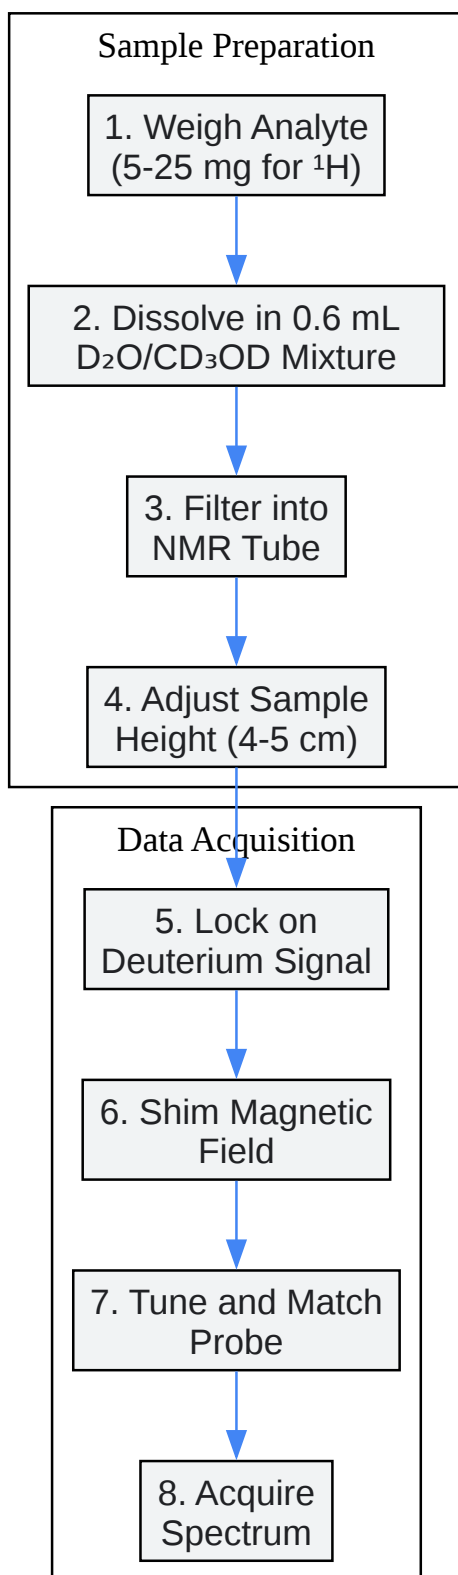 Sample Preparation
1. Weigh Analyte
(5-25 mg for ¹H)
2. Dissolve in 0.6 mL
D₂O/CD₃OD Mixture
3. Filter into
NMR Tube
4. Adjust Sample
Height (4-5 cm)
Data Acquisition
5. Lock on
Deuterium Signal
6. Shim Magnetic
Field
7. Tune and Match
Probe
8. Acquire
Spectrum